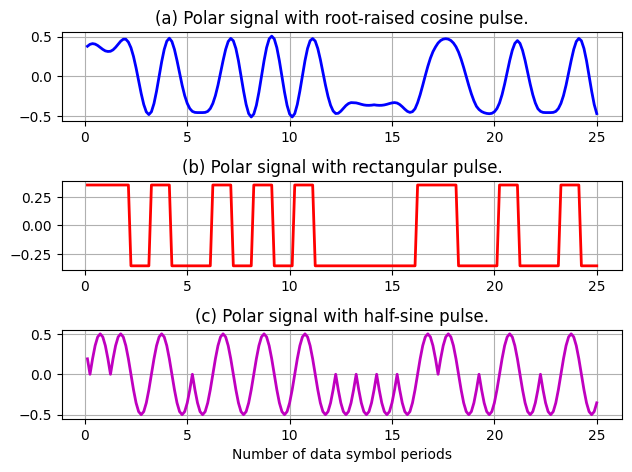 (a) Polar signal with root-raised cosine pulse.
0.5
0.0
−0.5
0 5 10 15 20 25
(b) Polar signal with rectangular pulse.
0.25
0.00
−0.25
0 5 10 15 20 25
(c) Polar signal with half-sine pulse.
0.5
0.0
−0.5
0 5 10 15 20 25
Number of data symbol periods